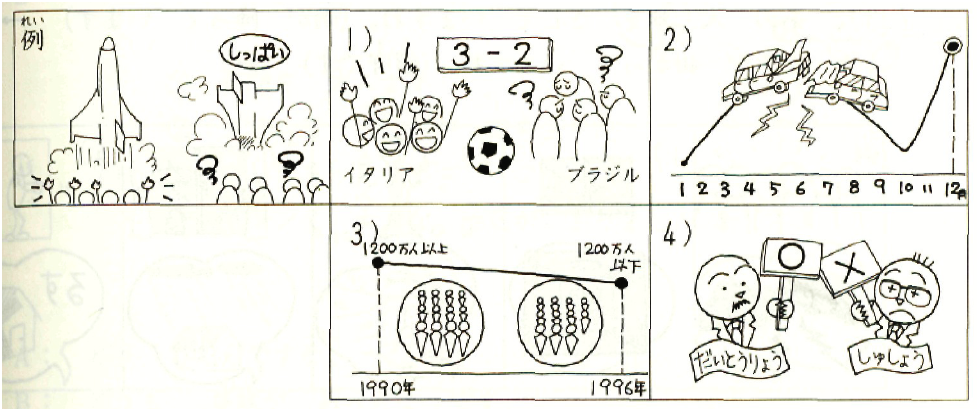 れい
例
しっぱい
1)
3 - 2
イタリア
ブラジル
2)
1 2 3 4 5 6 7 8 9 10 11 12月
3)
1200万人以上
1200万人
以下
1990年
1996年
4)
○
×
だいとうりょう
しゅしょう